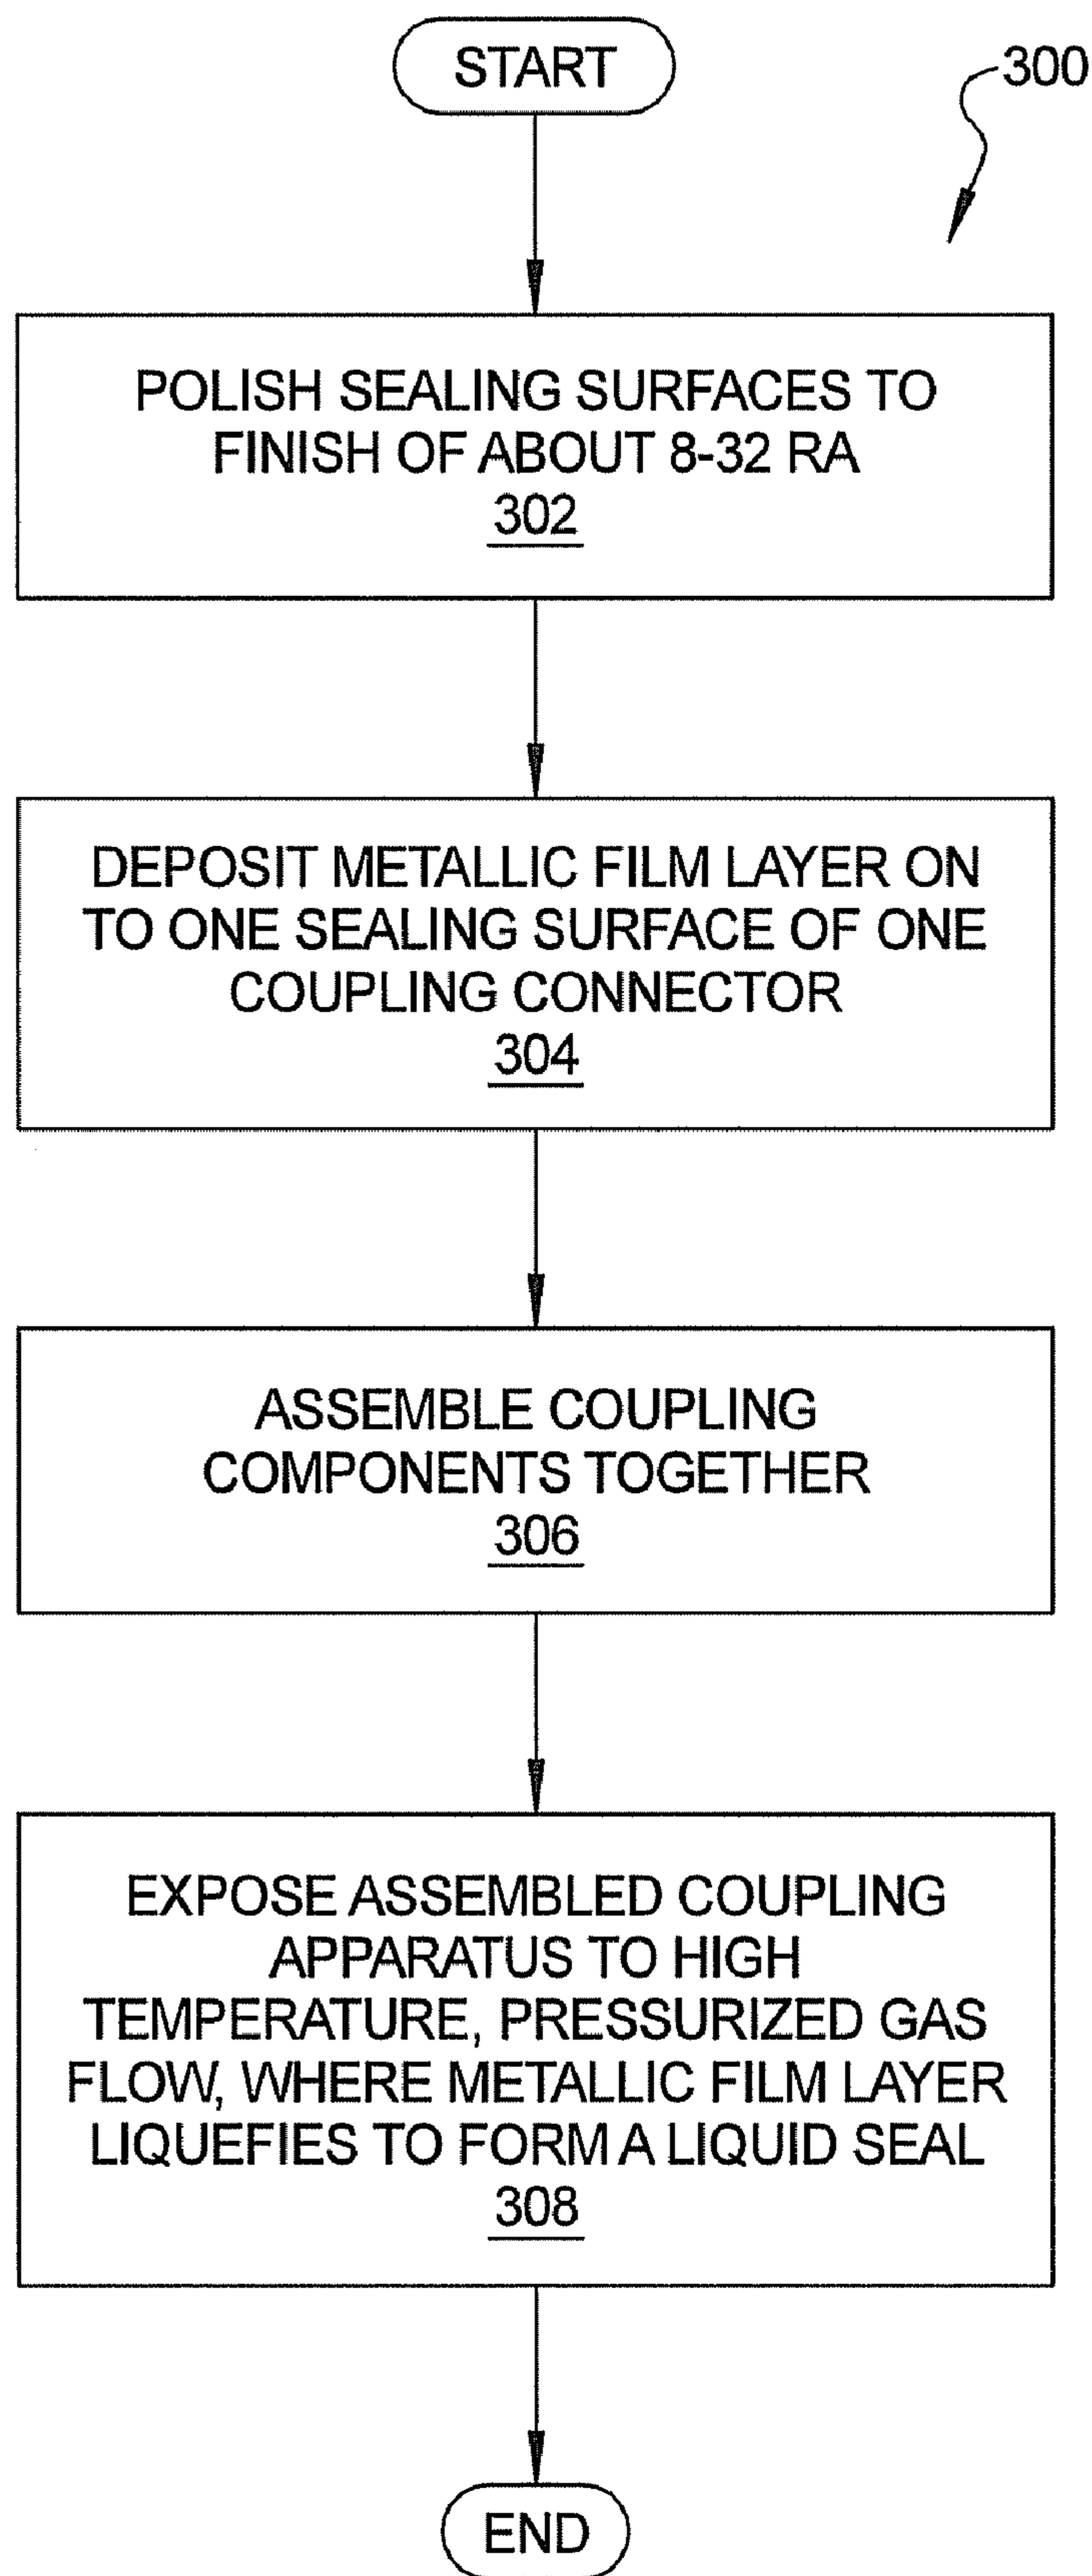 START
300
POLISH SEALING SURFACES TO
FINISH OF ABOUT 8-32 RA
302
DEPOSIT METALLIC FILM LAYER ON
TO ONE SEALING SURFACE OF ONE
COUPLING CONNECTOR
304
ASSEMBLE COUPLING
COMPONENTS TOGETHER
306
EXPOSE ASSEMBLED COUPLING
APPARATUS TO HIGH
TEMPERATURE, PRESSURIZED GAS
FLOW, WHERE METALLIC FILM LAYER
LIQUEFIES TO FORM A LIQUID SEAL
308
END